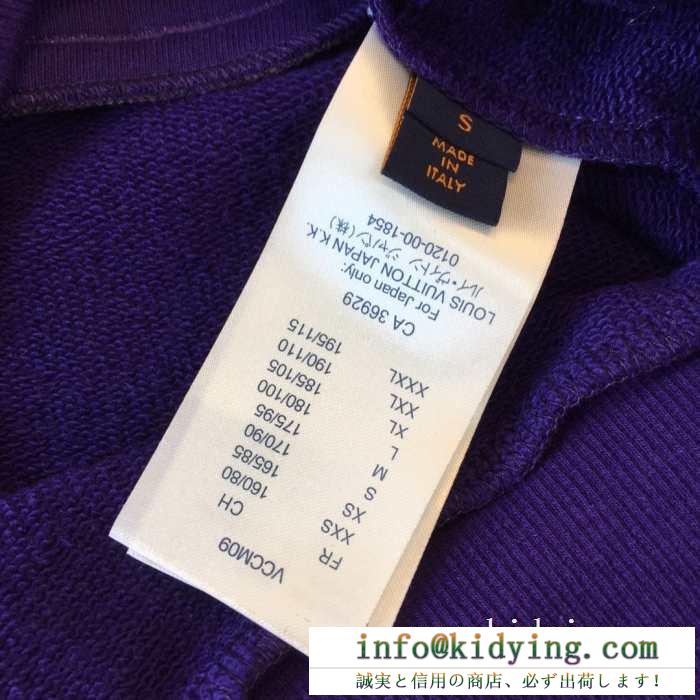 S
MADE
IN
ITALY
VCCM09
FR CH
XXS 160/80
XS 165/85
S 170/90
M 175/95
L 180/100
XL 185/105
XXL 190/110
XXXL 195/115
CA 36929
For Japan only:
LOUIS VUITTON JAPAN K.K.
ルイ・ヴィトン ジャパン(株)
0120-00-1854
info@kidying.com
誠実と信用の商店、必ず出荷します!